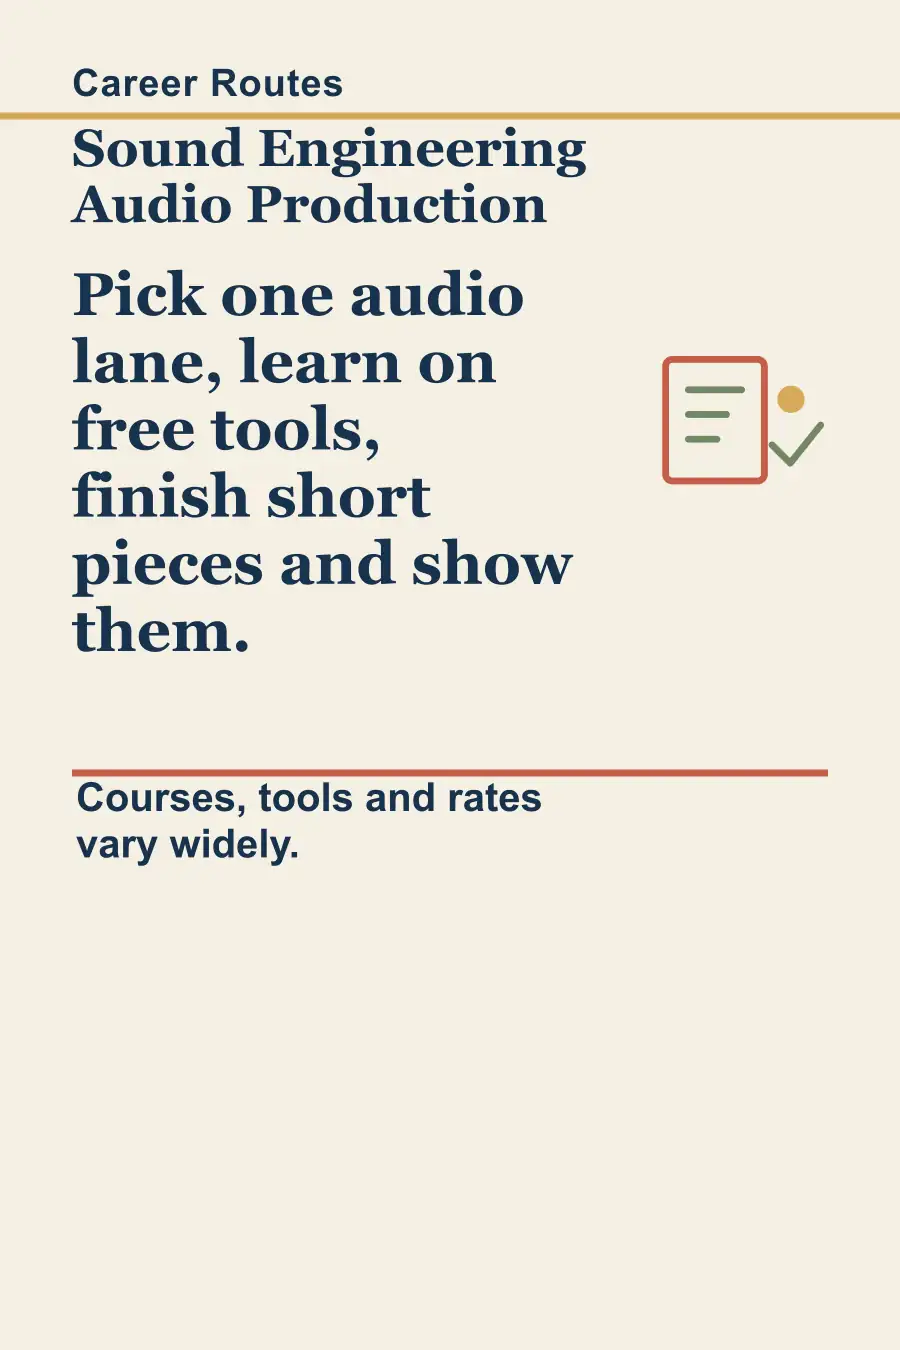 Career Routes
Sound Engineering
Audio Production
Pick one audio
lane, learn on
free tools,
finish short
pieces and show
them.
Courses, tools and rates
vary widely.